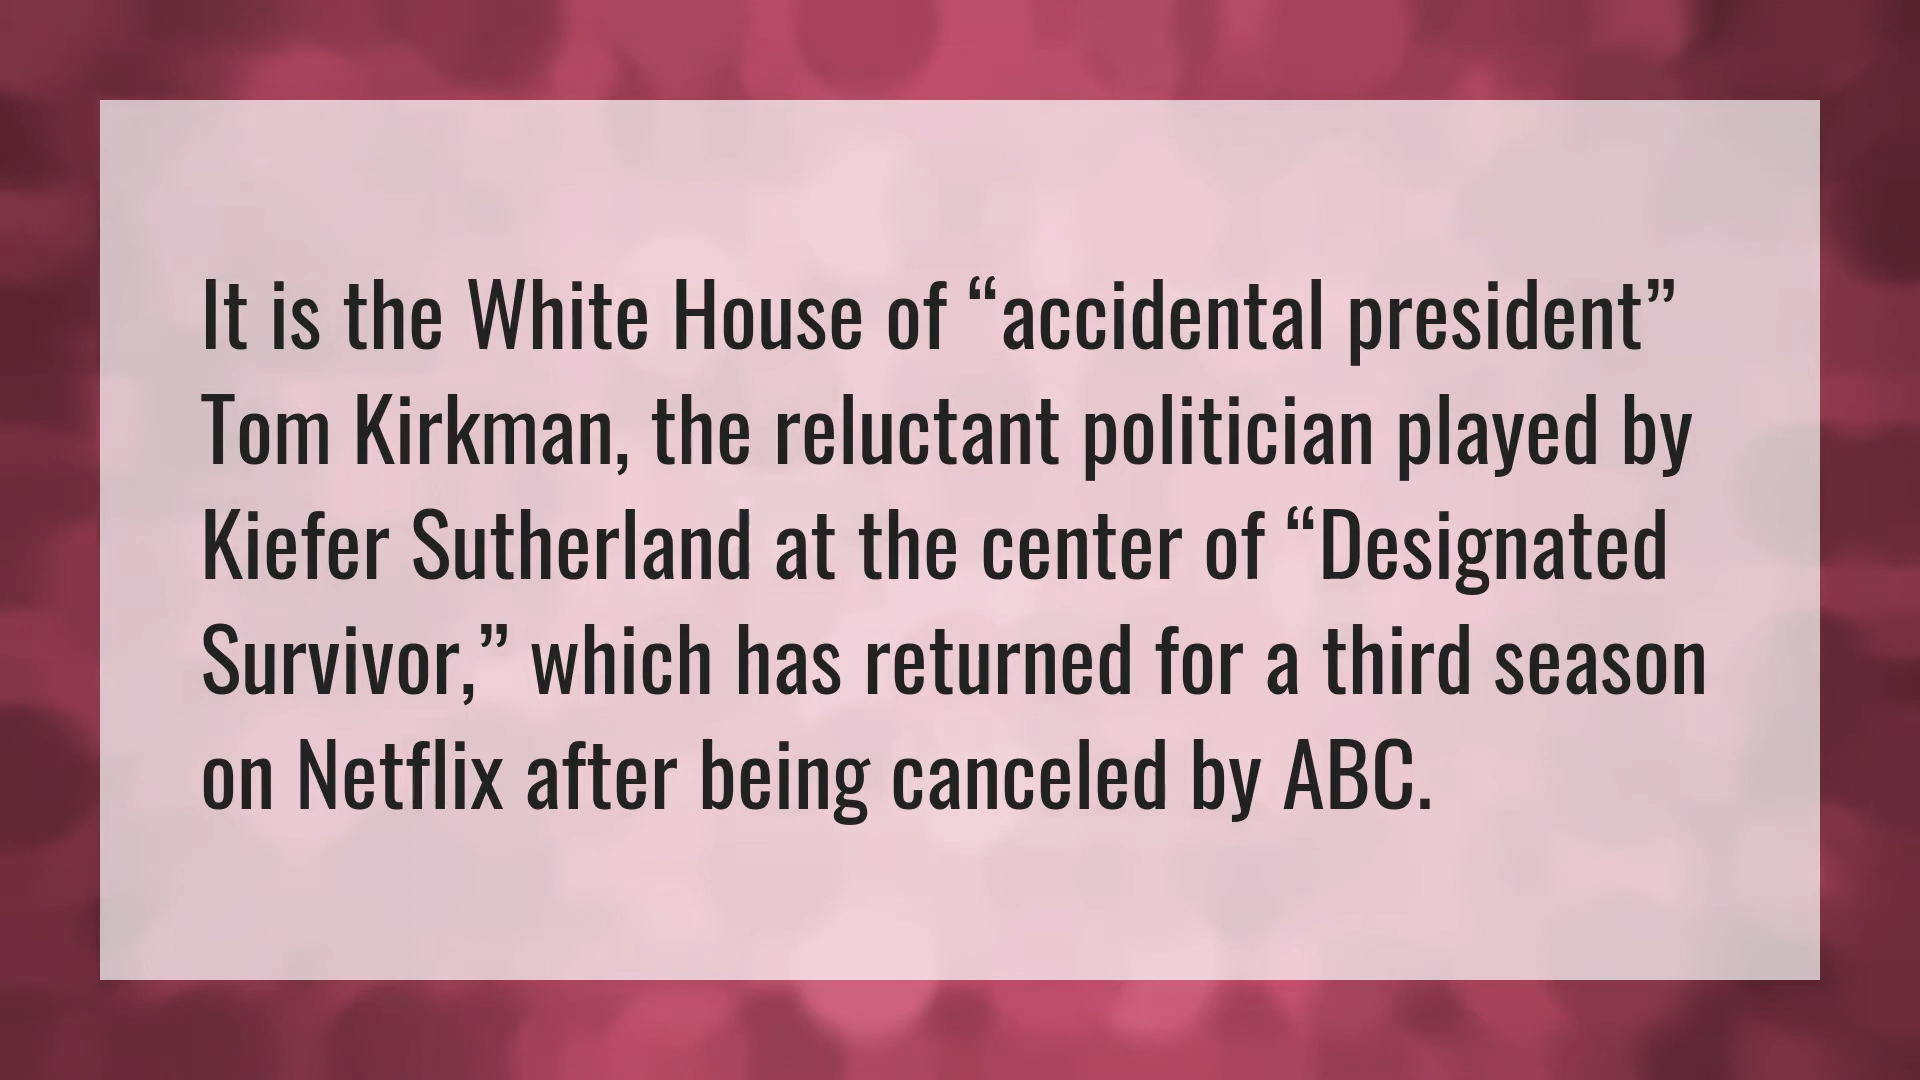 It is the White House of “accidental president”
Tom Kirkman, the reluctant politician played by
Kiefer Sutherland at the center of “Designated
Survivor,” which has returned for a third season
on Netflix after being canceled by ABC.